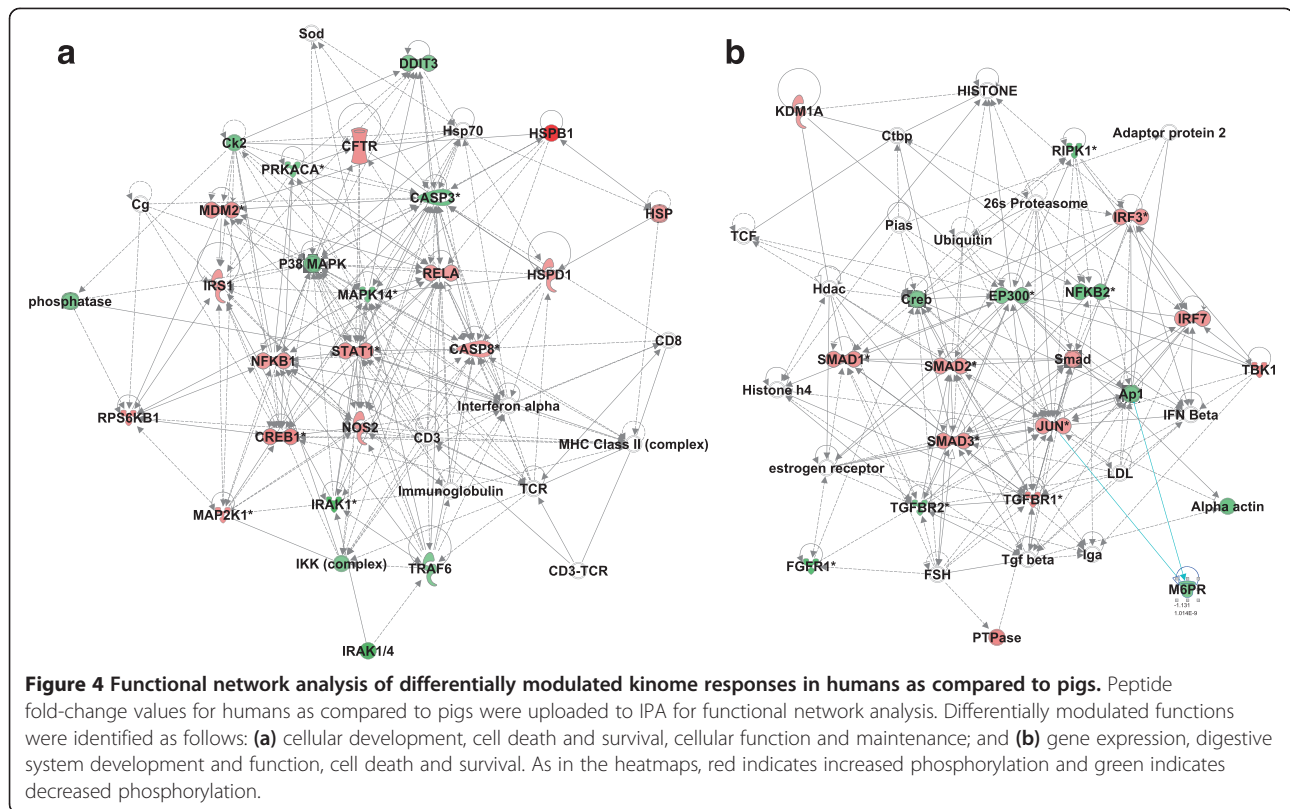 a
Sod
DDIT3
Ck2
CFTR
Hsp70
HSPB1
PRKACA*
CASP3*
Cg
MDM2*
HSP
P38 MAPK
RELA
HSPD1
IRS1
MAPK14*
phosphatase
NFKB1
STAT1*
CASP8*
CD8
RPS6KB1
Interferon alpha
CREB1*
NOS2
CD3
MHC Class II (complex)
Immunoglobulin
TCR
MAP2K1*
IRAK1*
IKK (complex)
TRAF6
CD3-TCR
IRAK1/4
b
KDM1A
HISTONE
Ctbp
Adaptor protein 2
RIPK1*
26s Proteasome
IRF3*
TCF
Pias
Ubiquitin
Hdac
Creb
EP300*
NFKB2*
IRF7
SMAD1*
SMAD2*
Smad
TBK1
Histone h4
Ap1
IFN Beta
SMAD3*
JUN*
estrogen receptor
LDL
TGFBR2*
TGFBR1*
Alpha actin
FGFR1*
FSH
Tgf beta
Iga
M6PR
-1.131
1.014E-9
PTPase
Figure 4 Functional network analysis of differentially modulated kinome responses in humans as compared to pigs. Peptide
fold-change values for humans as compared to pigs were uploaded to IPA for functional network analysis. Differentially modulated functions
were identified as follows: (a) cellular development, cell death and survival, cellular function and maintenance; and (b) gene expression, digestive
system development and function, cell death and survival. As in the heatmaps, red indicates increased phosphorylation and green indicates
decreased phosphorylation.